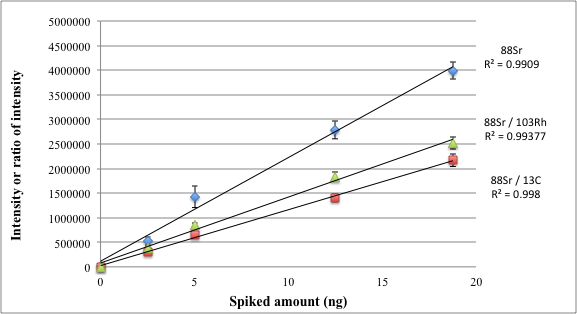 5000000
4500000
4000000
3500000
3000000
2500000
2000000
1500000
1000000
500000
0
Intensity or ratio of intensity
0 5 10 15 20
Spiked amount (ng)
88Sr
R² = 0.9909
88Sr / 103Rh
R² = 0.99377
88Sr / 13C
R² = 0.998